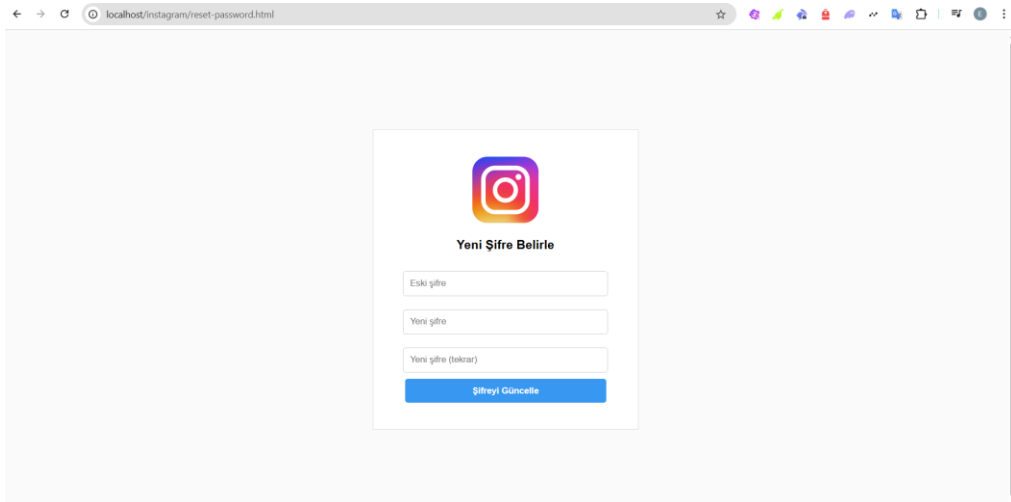 localhost/instagram/reset-password.html
Yeni Şifre Belirle
Eski şifre
Yeni şifre
Yeni şifre (tekrar)
Şifreyi Güncelle